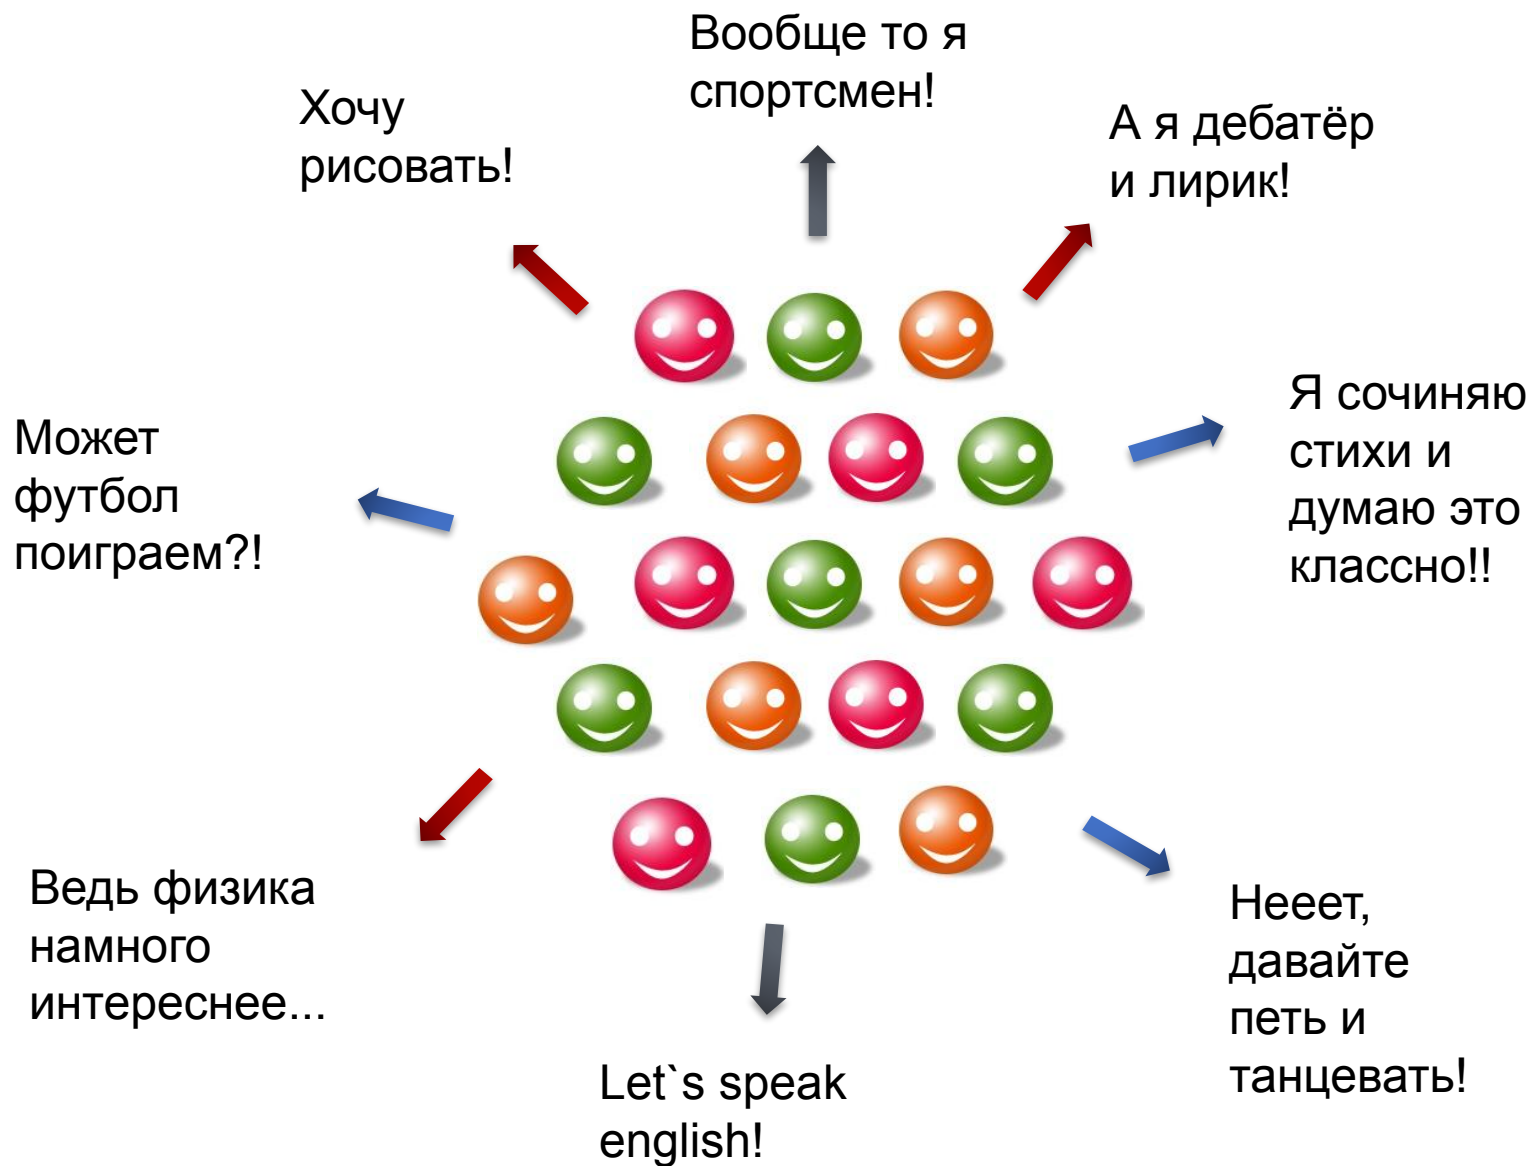 Вообще то я
спортсмен!
Хочу
рисовать!
А я дебатёр
и лирик!
Я сочиняю
стихи и
думаю это
классно!!
Может
футбол
поиграем?!
Ведь физика
намного
интереснее...
Нееет,
давайте
петь и
танцевать!
Let`s speak
english!